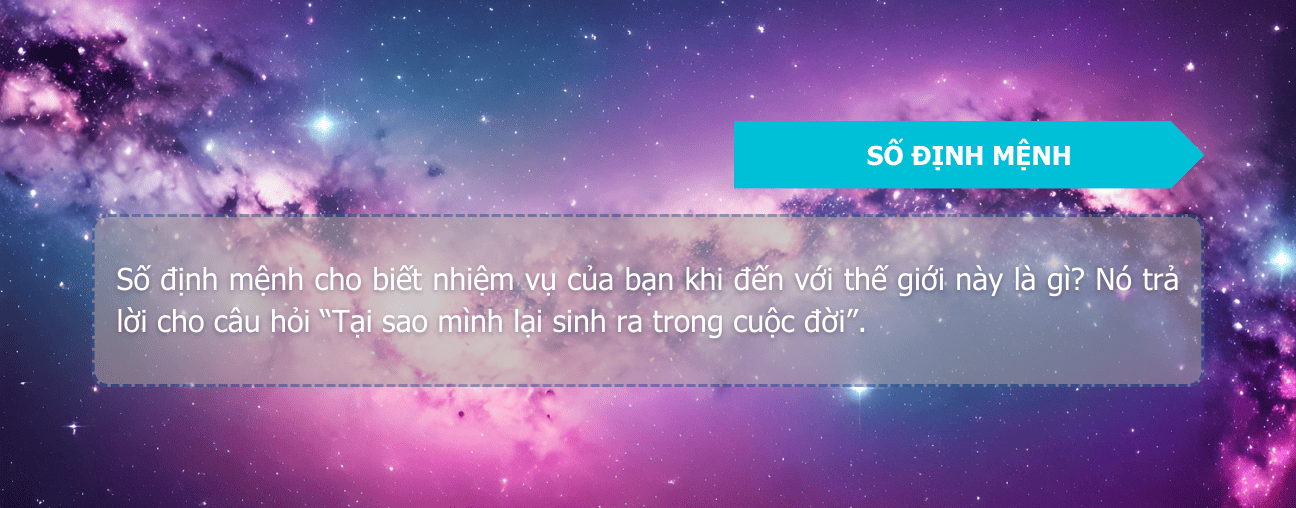 SỐ ĐỊNH MỆNH
Số định mệnh cho biết nhiệm vụ của bạn khi đến với thế giới này là gì? Nó trả
lời cho câu hỏi “Tại sao mình lại sinh ra trong cuộc đời”.